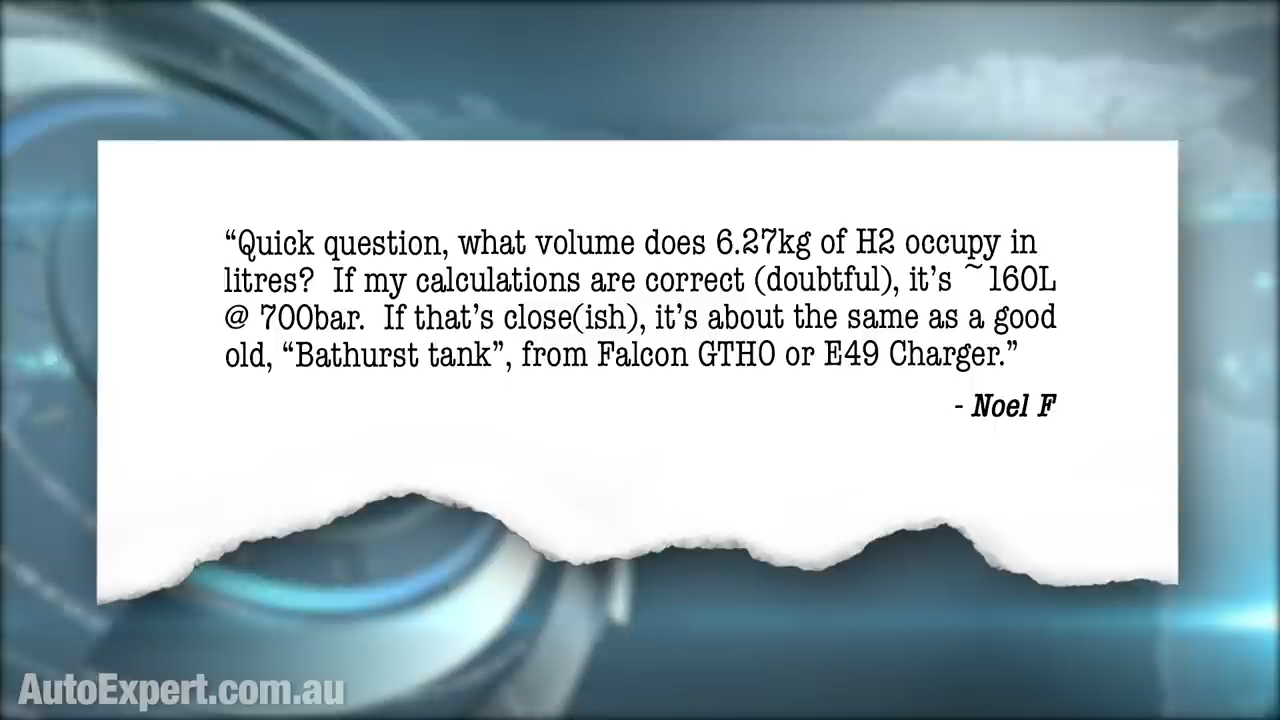 “Quick question, what volume does 6.27kg of H2 occupy in
litres?  If my calculations are correct (doubtful), it’s ~160L
@ 700bar.  If that’s close(ish), it’s about the same as a good
old, “Bathurst tank”, from Falcon GTHO or E49 Charger.”
- Noel F
AutoExpert.com.au